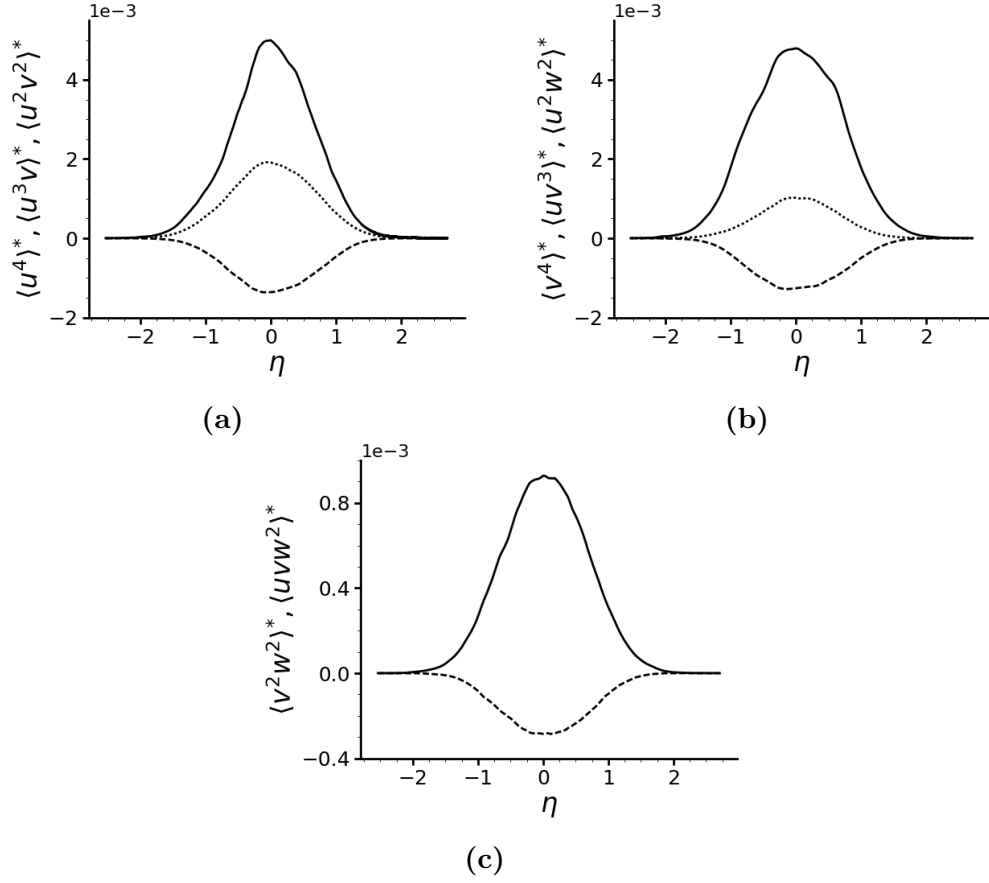 1e−3
⟨u⁴⟩*, ⟨u³v⟩*, ⟨u²v²⟩*
4
2
0
−2
−2 −1 0 1 2
η
(a)
1e−3
⟨v⁴⟩*, ⟨uv³⟩*, ⟨u²w²⟩*
4
2
0
−2
−2 −1 0 1 2
η
(b)
1e−3
⟨v²w²⟩*, ⟨uvw²⟩*
0.8
0.4
0.0
−0.4
−2 −1 0 1 2
η
(c)